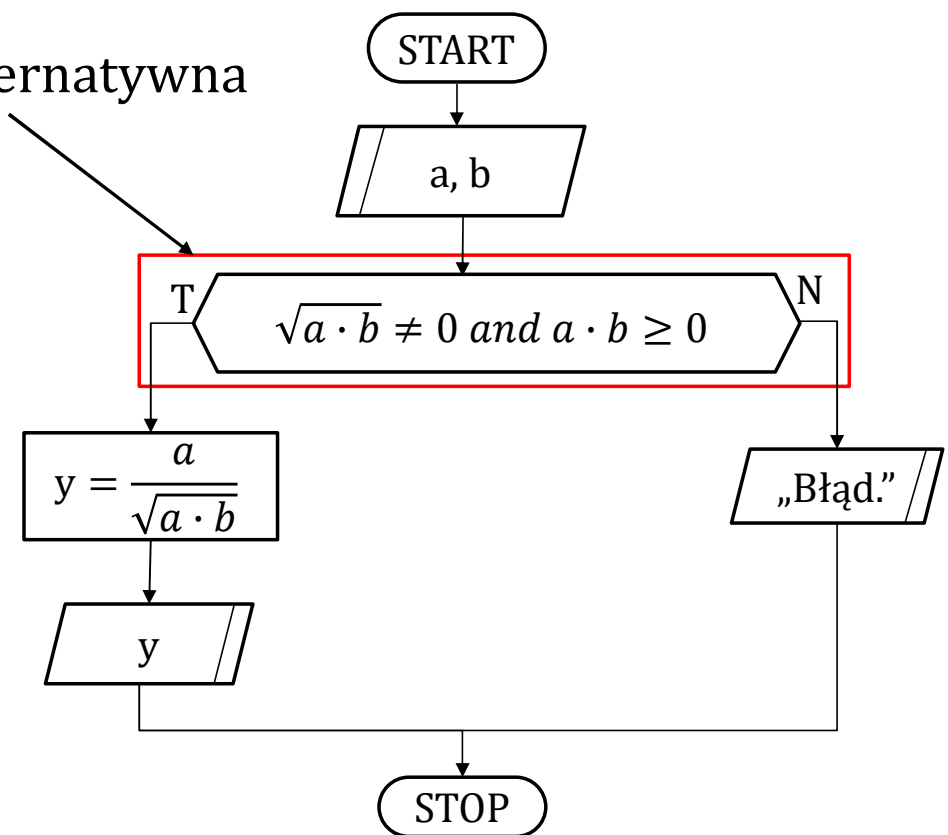 START
ernatywna
a, b
T
N
√(a · b) ≠ 0 and a · b ≥ 0
y = a / √(a · b)
„Błąd.”
y
STOP